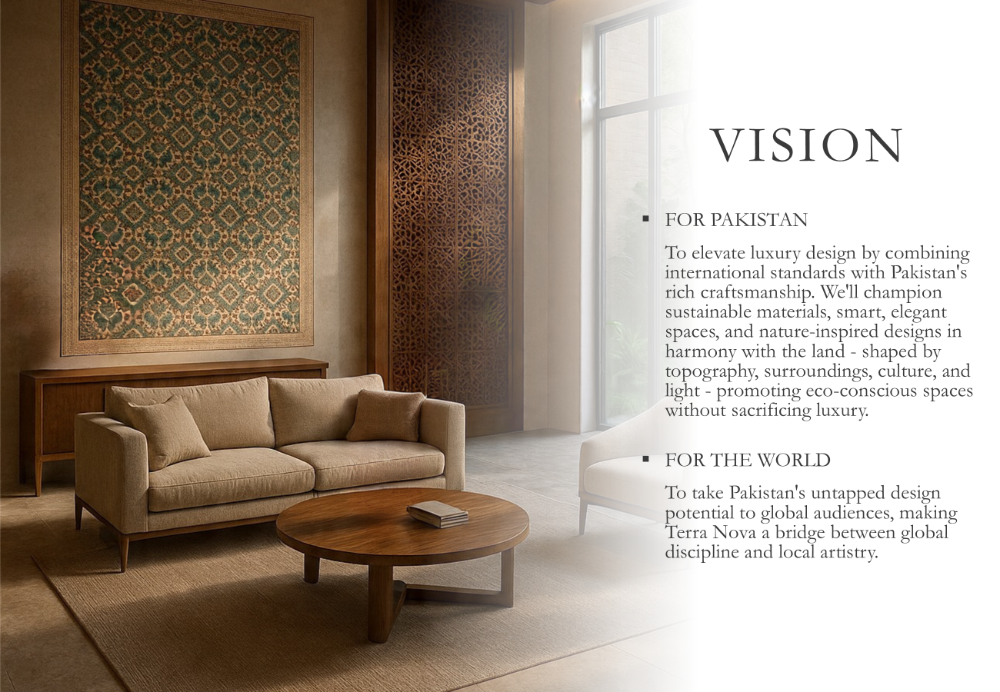 VISION
▪ FOR PAKISTAN
To elevate luxury design by combining
international standards with Pakistan's
rich craftsmanship. We'll champion
sustainable materials, smart, elegant
spaces, and nature-inspired designs in
harmony with the land - shaped by
topography, surroundings, culture, and
light - promoting eco-conscious spaces
without sacrificing luxury.
▪ FOR THE WORLD
To take Pakistan's untapped design
potential to global audiences, making
Terra Nova a bridge between global
discipline and local artistry.